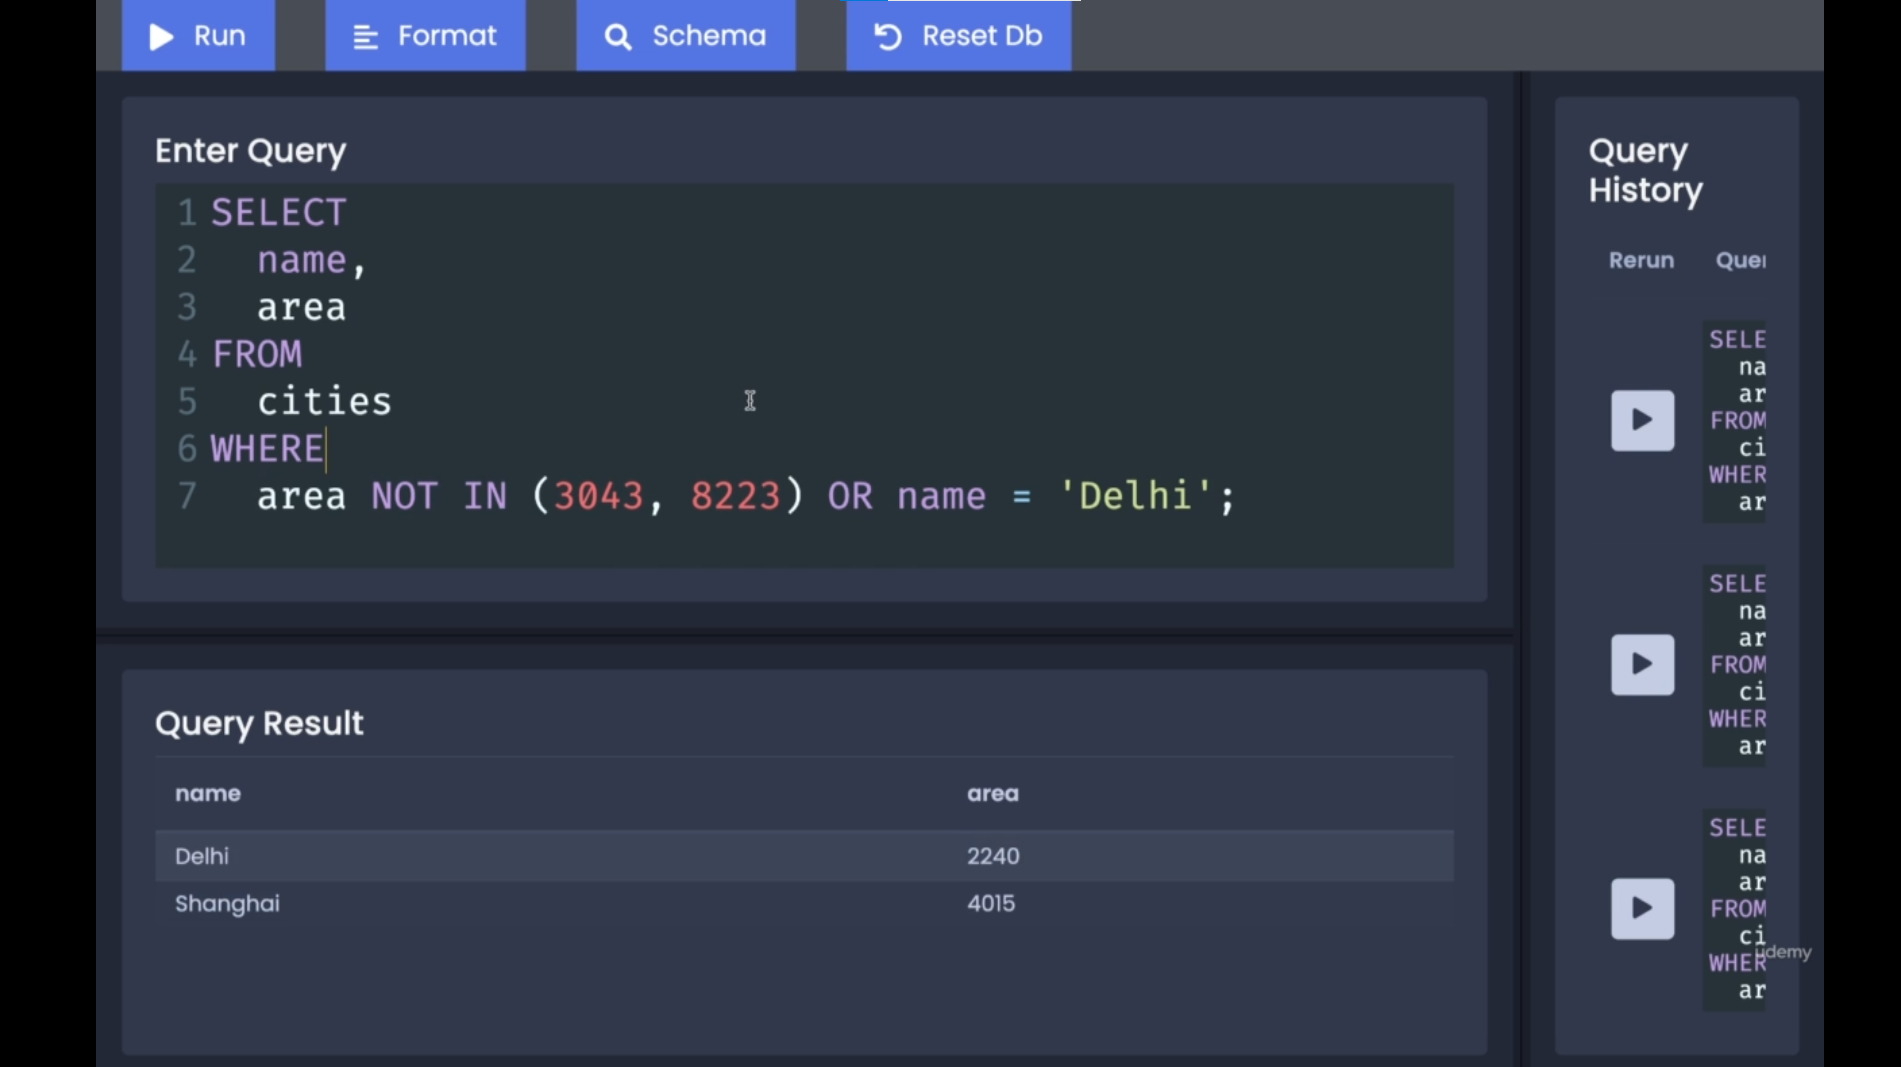 Run
Format
Schema
Reset Db
Enter Query
1 SELECT
2 name,
3 area
4 FROM
5 cities
6 WHERE
7 area NOT IN (3043, 8223) OR name = 'Delhi';
Query Result
name area
Delhi 2240
Shanghai 4015
Query
History
Rerun Quer
SELE
na
ar
FROM
ci
WHER
ar
SELE
na
ar
FROM
ci
WHER
ar
SELE
na
ar
FROM
ci
WHER
ar
udemy